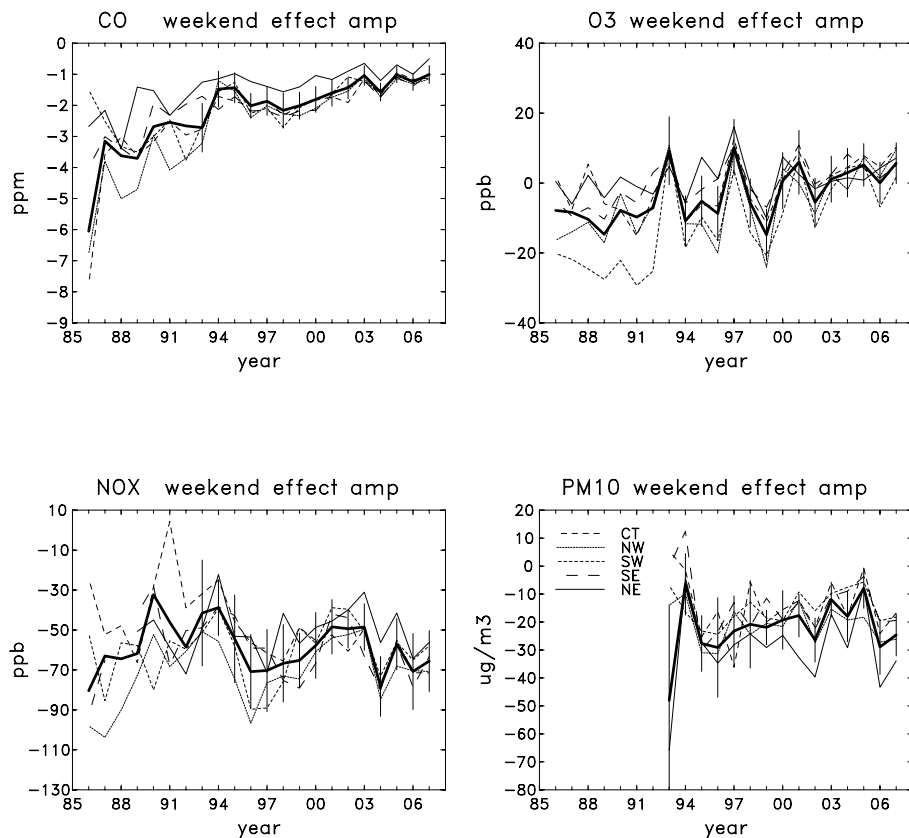 CO weekend effect amp
0
−1
−2
−3
−4
−5
−6
−7
−8
−9
ppm
85 88 91 94 97 00 03 06
year
O3 weekend effect amp
40
20
0
−20
−40
ppb
85 88 91 94 97 00 03 06
year
NOX weekend effect amp
10
−10
−30
−50
−70
−90
−110
−130
ppb
85 88 91 94 97 00 03 06
year
PM10 weekend effect amp
20
10
0
−10
−20
−30
−40
−50
−60
−70
−80
ug/m3
CT
NW
SW
SE
NE
85 88 91 94 97 00 03 06
year